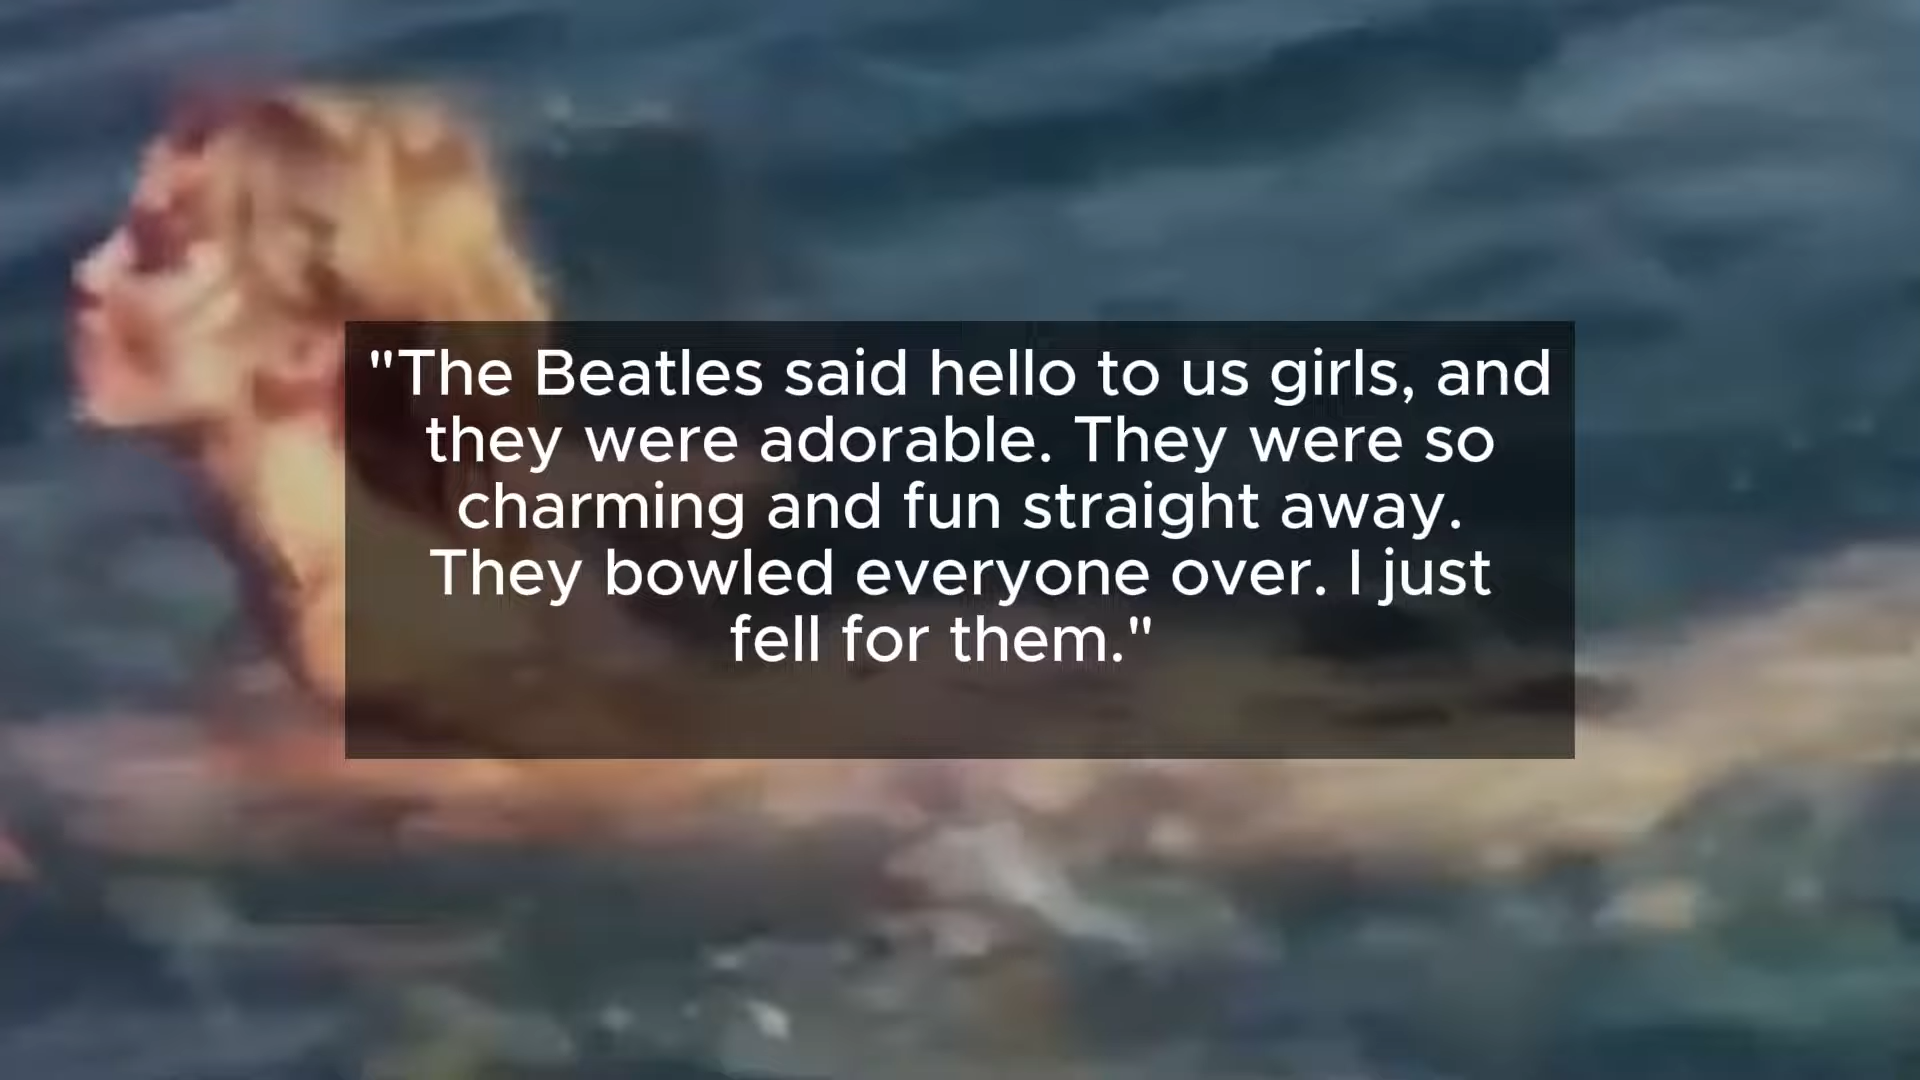 "The Beatles said hello to us girls, and
they were adorable. They were so
charming and fun straight away.
They bowled everyone over. I just
fell for them."